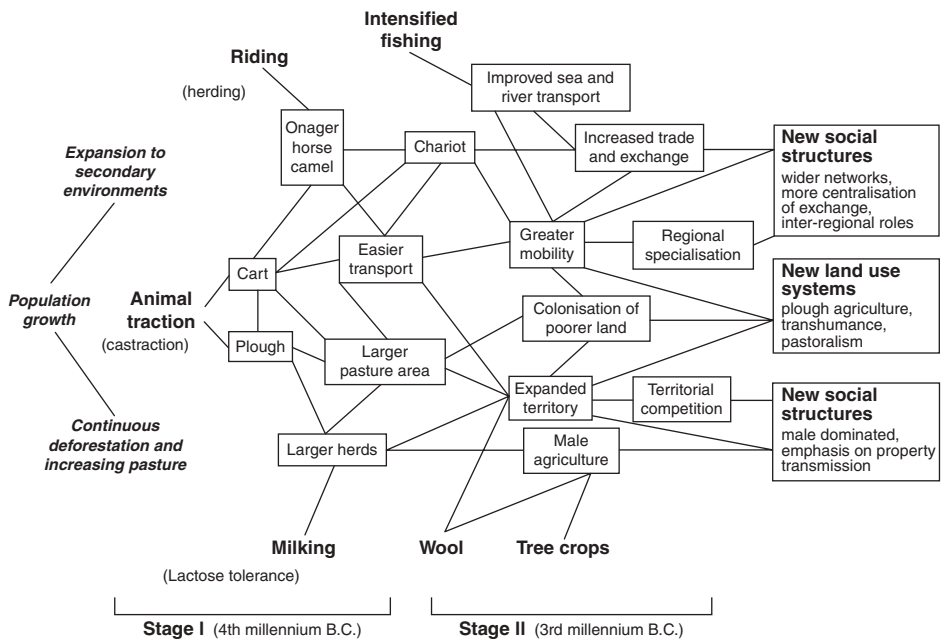 Intensified
fishing
Riding
(herding)
Improved sea and
river transport
Onager
horse
camel
Chariot
Increased trade
and exchange
New social
structures
wider networks,
more centralisation
of exchange,
inter-regional roles
Expansion to
secondary
environments
Greater
mobility
Regional
specialisation
Easier
transport
Cart
New land use
systems
plough agriculture,
transhumance,
pastoralism
Population
growth
Animal
traction
(castraction)
Colonisation of
poorer land
Plough
Larger
pasture area
Expanded
territory
Territorial
competition
New social
structures
male dominated,
emphasis on property
transmission
Continuous
deforestation and
increasing pasture
Larger herds
Male
agriculture
Milking
(Lactose tolerance)
Wool
Tree crops
Stage I (4th millennium B.C.)
Stage II (3rd millennium B.C.)